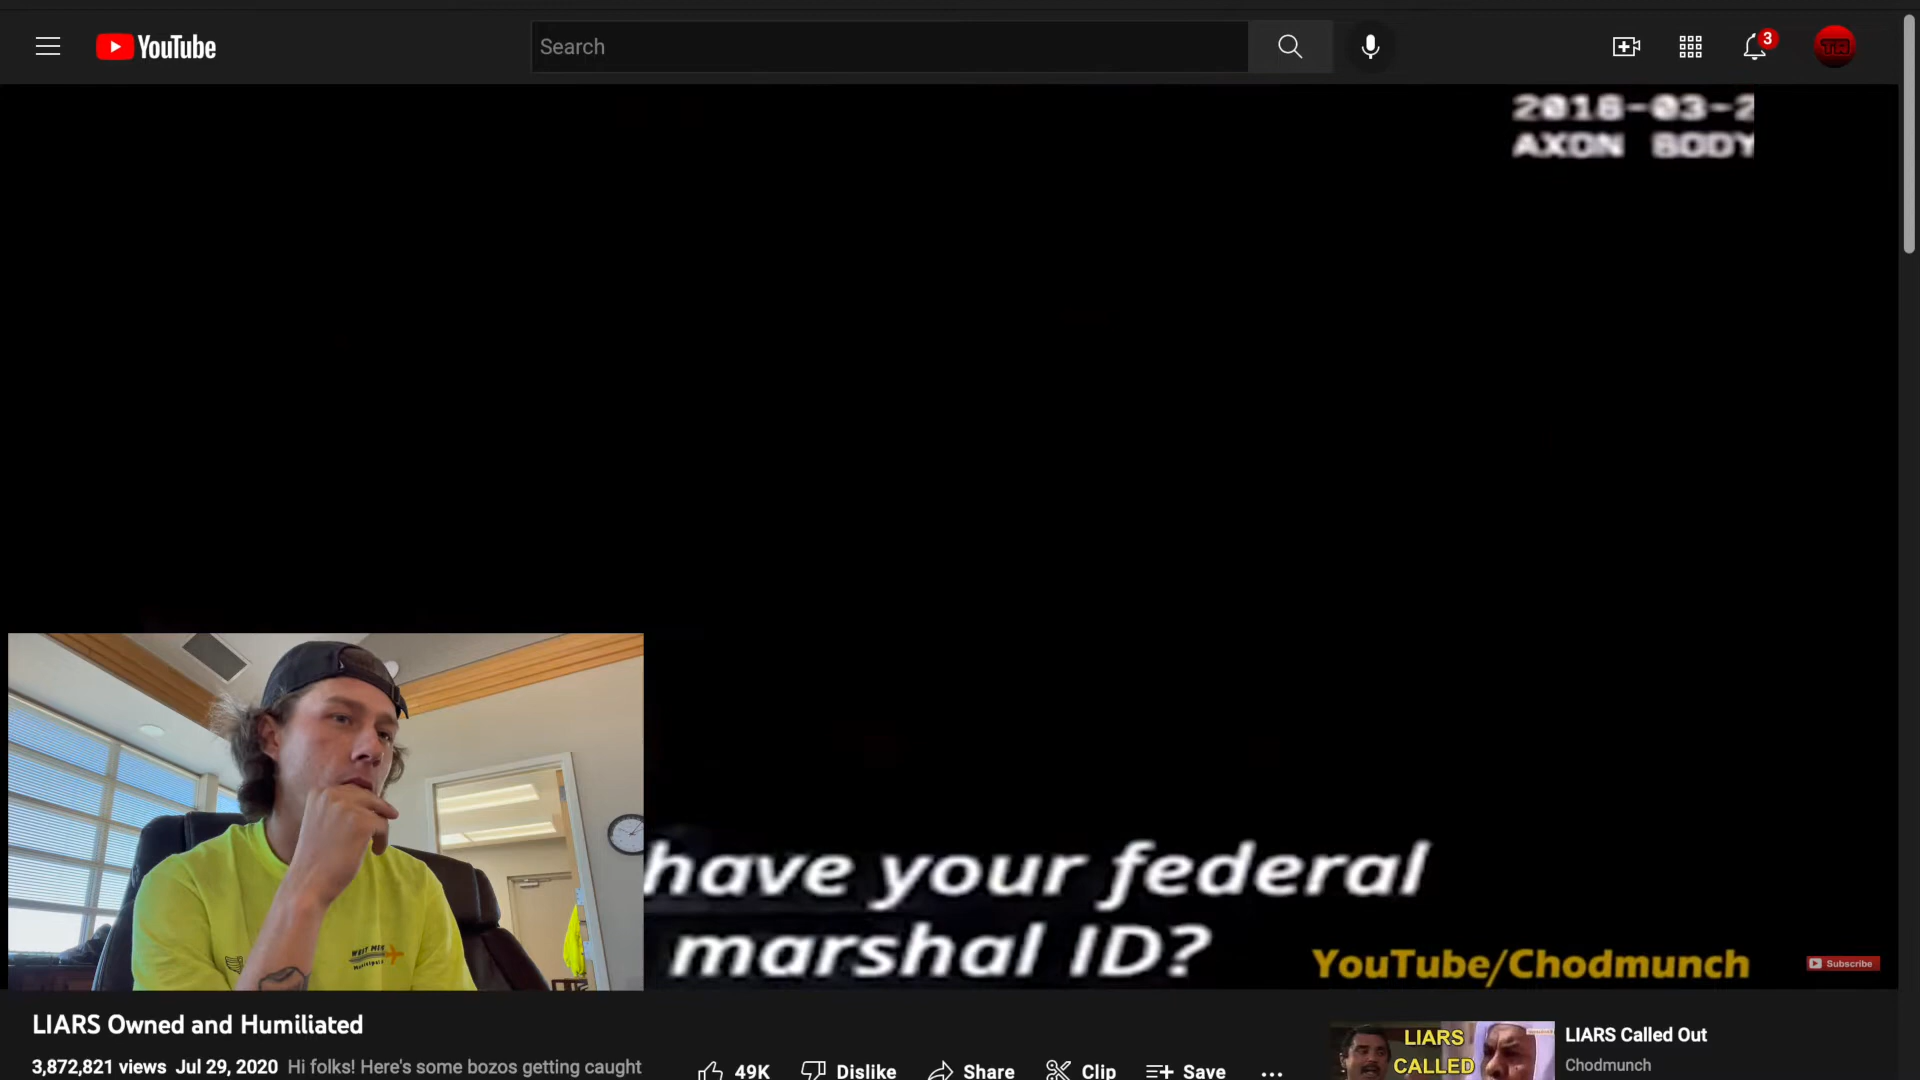 YouTube
Search
3
TR
2018-03-2
AXON BODY
have your federal
marshal ID?
YouTube/Chodmunch
Subscribe
LIARS Owned and Humiliated
3,872,821 views Jul 29, 2020 Hi folks! Here's some bozos getting caught
49K Dislike Share Clip Save ...
LIARS
CALLED
LIARS Called Out
Chodmunch